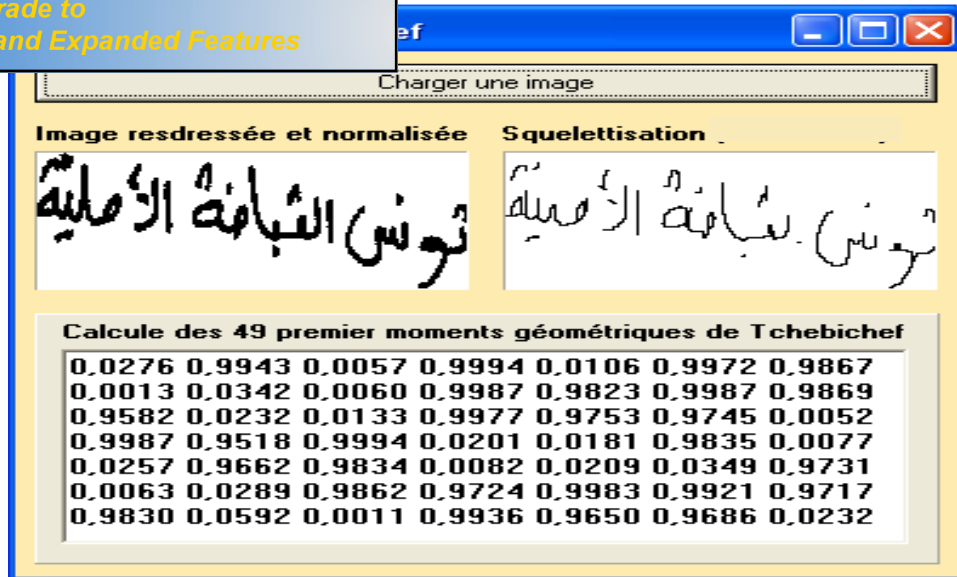 rade to
and Expanded Features
ef
Charger une image
Image resdressée et normalisée Squelettisation
تونس
تونس
Calcule des 49 premier moments géométriques de Tchebichef
0,0276 0,9943 0,0057 0,9994 0,0106 0,9972 0,9867
0,0013 0,0342 0,0060 0,9987 0,9823 0,9987 0,9869
0,9582 0,0232 0,0133 0,9977 0,9753 0,9745 0,0052
0,9987 0,9518 0,9994 0,0201 0,0181 0,9835 0,0077
0,0257 0,9662 0,9834 0,0082 0,0209 0,0349 0,9731
0,0063 0,0289 0,9862 0,9724 0,9983 0,9921 0,9717
0,9830 0,0592 0,0011 0,9936 0,9650 0,9686 0,0232